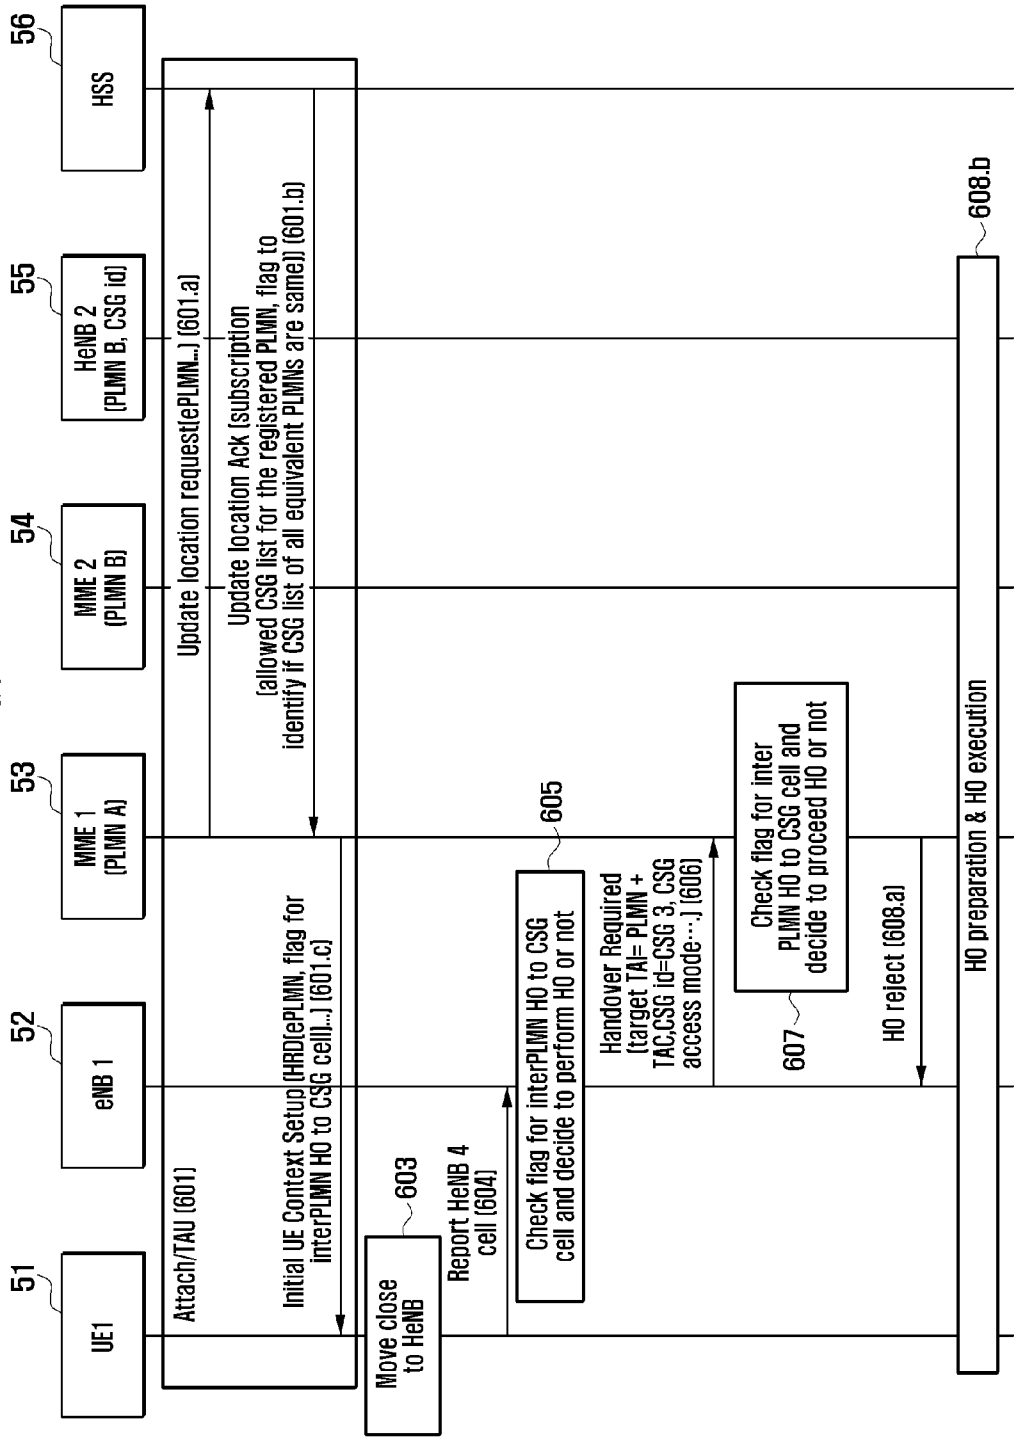 51
52
53
54
55
56
UE1
eNB 1
MME 1
(PLMN A)
MME 2
(PLMN B)
HeNB 2
(PLMN B, CSG id)
HSS
Attach/TAU (601)
Update location request(ePLMN...) (601.a)
Update location Ack (subscription
(allowed CSG list for the registered PLMN, flag to
identify if CSG list of all equivalent PLMNs are same)) (601.b)
Initial UE Context Setup (HRD(ePLMN, flag for
interPLMN HO to CSG cell)...) (601.c)
Move close
to HeNB
603
Report HeNB 4
cell (604)
Check flag for interPLMN HO to CSG
cell and decide to perform HO or not
605
Handover Required
(target TAI= PLMN +
TAC,CSG id=CSG 3, CSG
access mode....) (606)
Check flag for inter
PLMN HO to CSG cell and
decide to proceed HO or not
607
HO reject (608.a)
HO preparation & HO execution
608.b